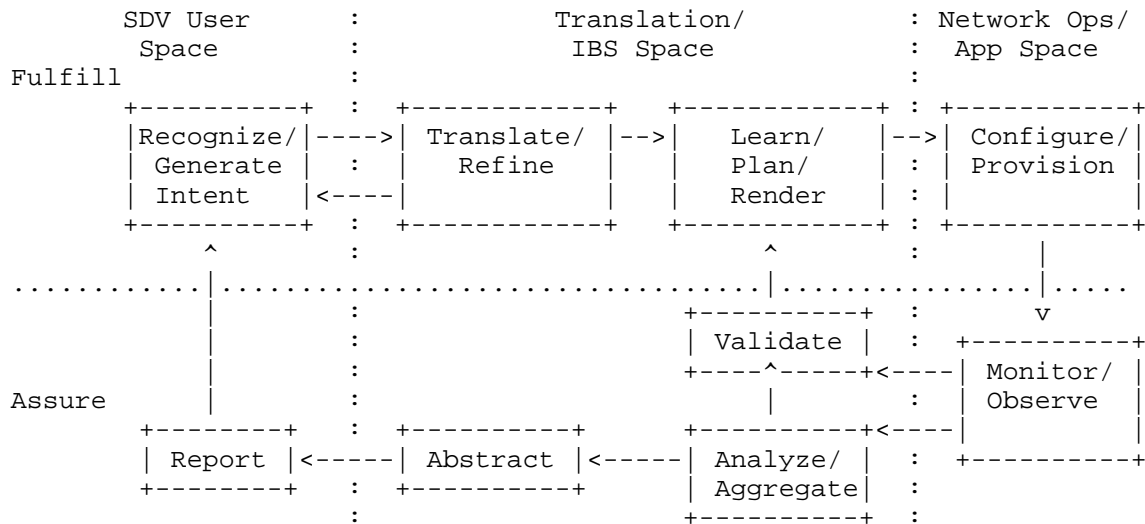 SDV User : Translation/ : Network Ops/
Space : IBS Space : App Space
Fulfill : :
+----------+ : +------------+ +------------+ : +-----------+
|Recognize/|---->| Translate/ |-->| Learn/ |-->| Configure/|
| Generate | : | Refine | | Plan/ | : | Provision |
| Intent |<----| | | Render | : | |
+----------+ : +------------+ +------------+ : +-----------+
^ : ^ : |
............|...................................|................|.....
| : +----------+ : v
| : | Validate | : +----------+
| : +----^-----+<----| Monitor/ |
Assure | : | : | Observe |
+--------+ : +----------+ +----------+<----| |
| Report |<-----| Abstract |<-----| Analyze/ | : +----------+
+--------+ : +----------+ | Aggregate| :
: +----------+ :